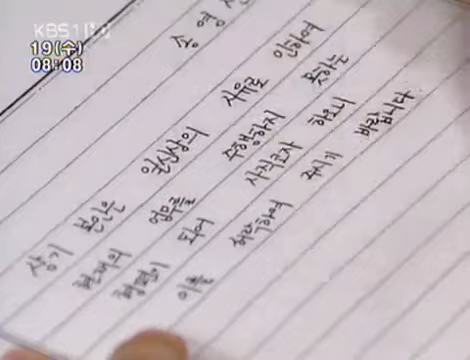 KBS1
19(수)
08:08
송 영
상기 본인은 일신상의 사유로 인하여
현재의 업무를 수행하지 못하는
형편이 되어 사직코자 하오니
이를 허락하여 주시기 바랍니다